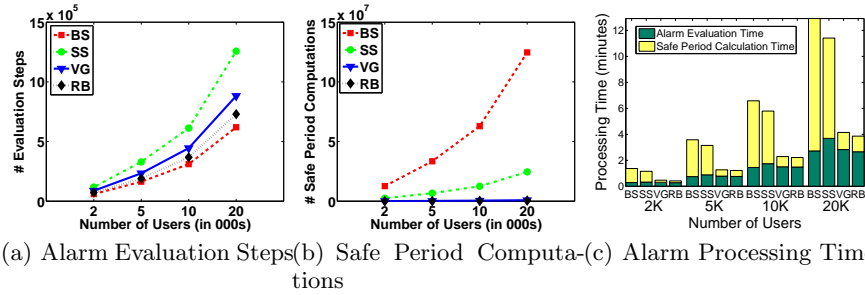 15 x 10^5
10
5
0
# Evaluation Steps
BS
SS
VG
RB
2 5 10 20
Number of Users (in 000s)
15 x 10^7
10
5
0
# Safe Period Computations
BS
SS
VG
RB
2 5 10 20
Number of Users (in 000s)
12
10
8
6
4
2
0
Processing Time (minutes)
Alarm Evaluation Time
Safe Period Calculation Time
BSSSVGRB BSSSVGRB BSSSVGRB BSSSVGRB
2K 5K 10K 20K
Number of Users
(a) Alarm Evaluation Steps
(b) Safe Period Computa-
tions
(c) Alarm Processing Tim